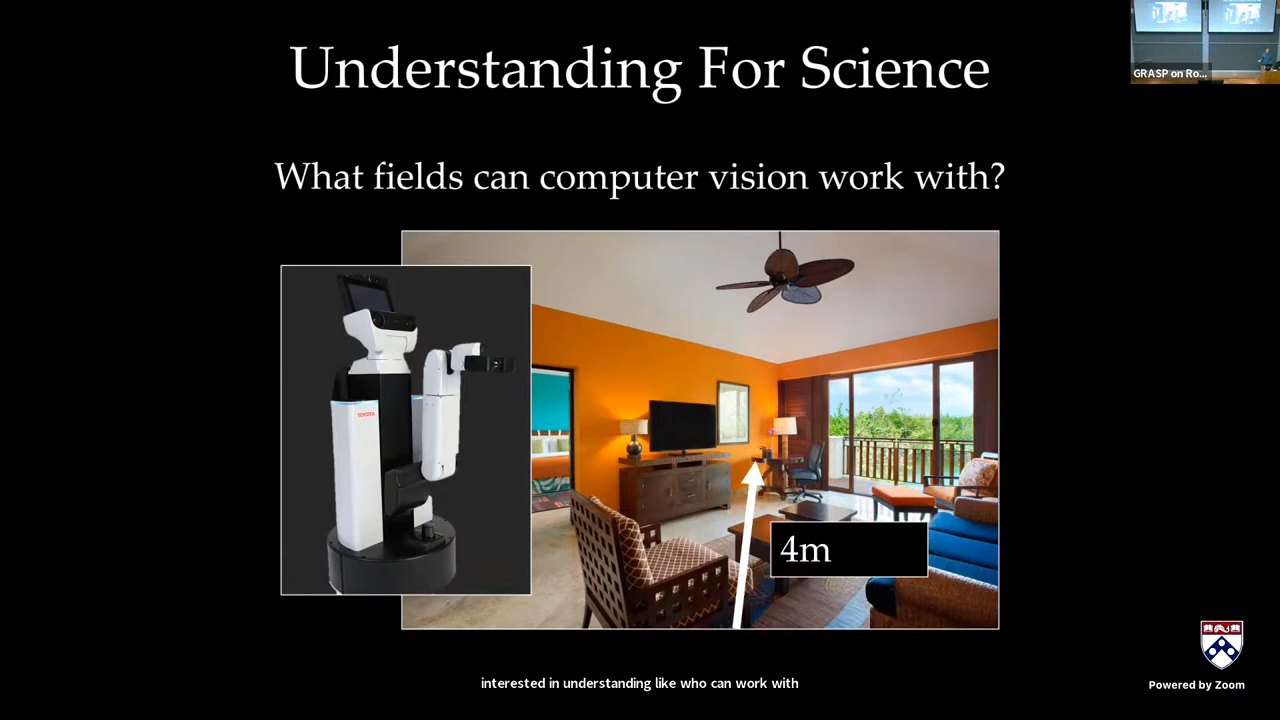 Understanding For Science
GRASP on Ro...
What fields can computer vision work with?
TOYOTA
4m
interested in understanding like who can work with
Powered by Zoom